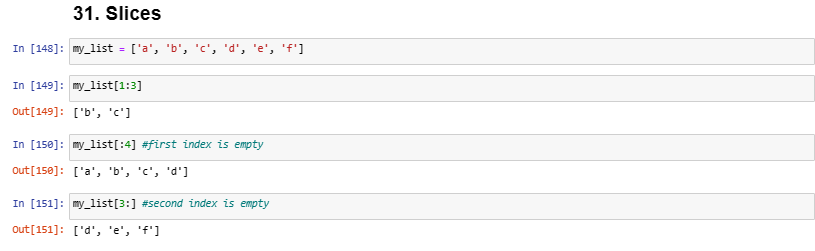 31. Slices
In [148]: my_list = ['a', 'b', 'c', 'd', 'e', 'f']
In [149]: my_list[1:3]
Out[149]: ['b', 'c']
In [150]: my_list[:4] #first index is empty
Out[150]: ['a', 'b', 'c', 'd']
In [151]: my_list[3:] #second index is empty
Out[151]: ['d', 'e', 'f']